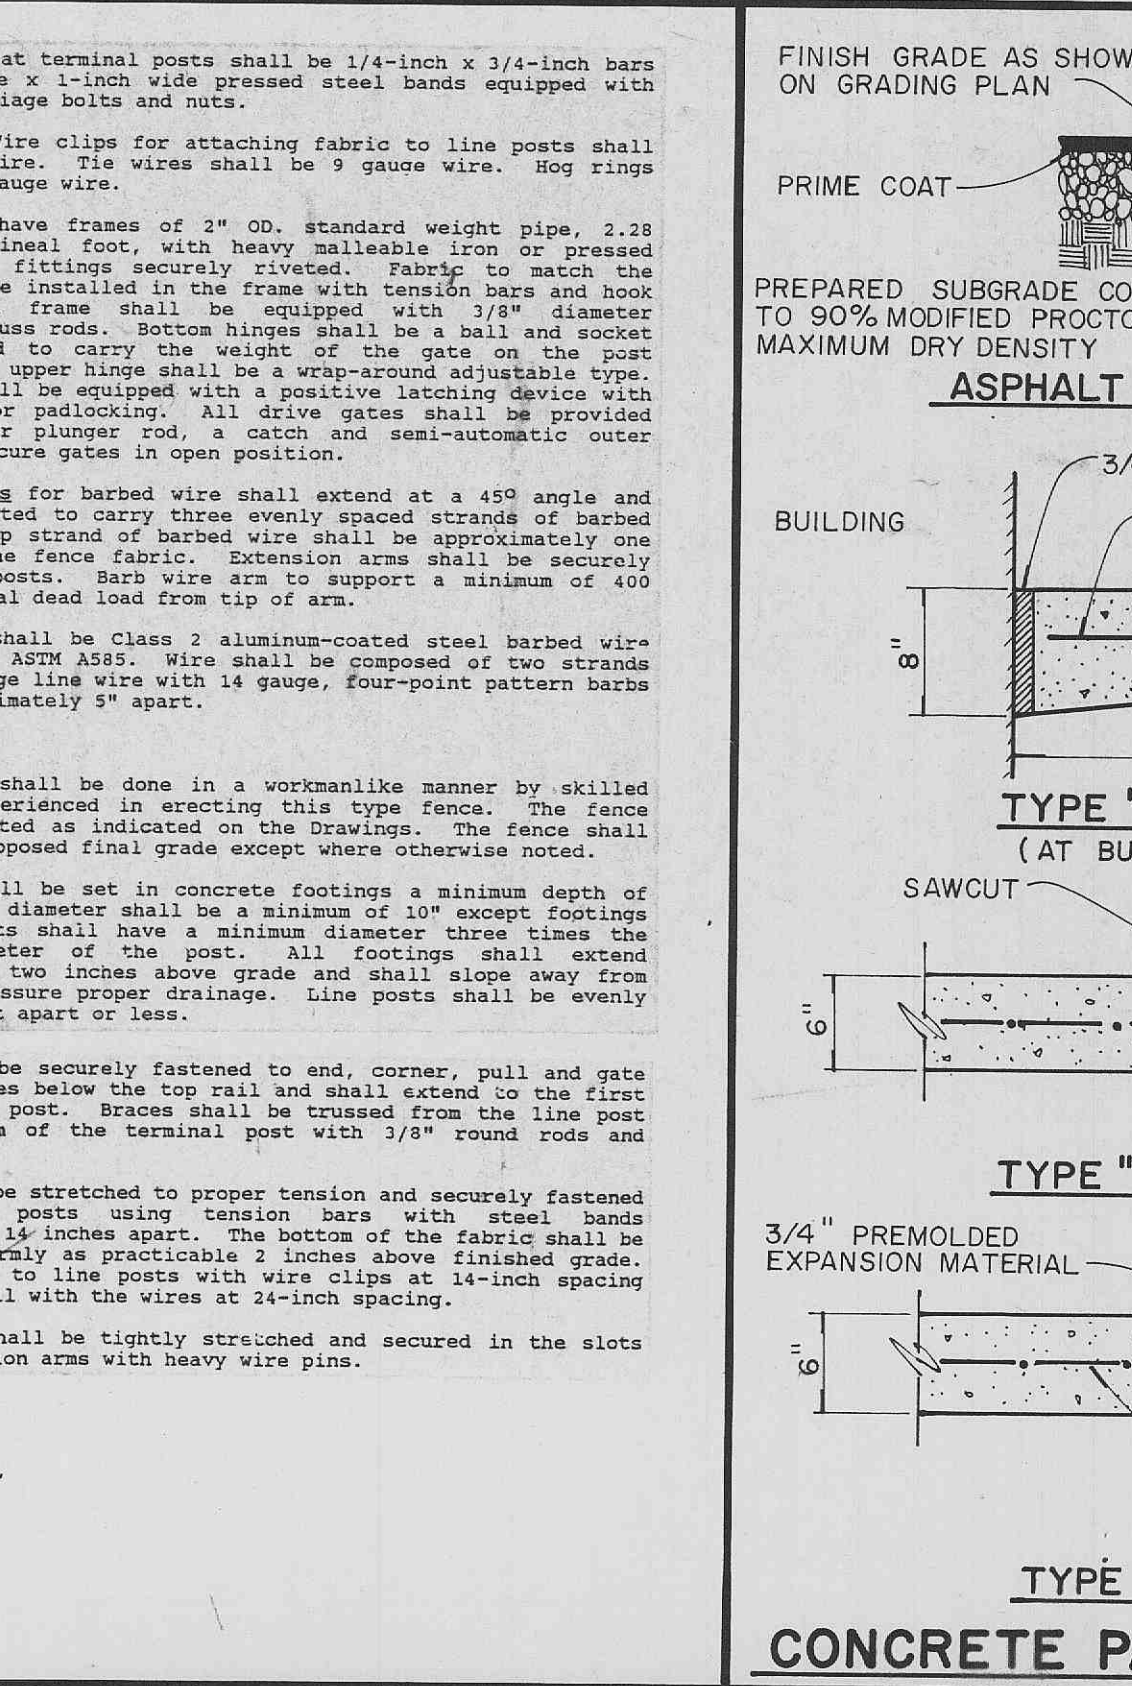 at terminal posts shall be 1/4-inch x 3/4-inch bars
e x 1-inch wide pressed steel bands equipped with
iage bolts and nuts.
Wire clips for attaching fabric to line posts shall
ire. Tie wires shall be 9 gauge wire. Hog rings
auge wire.
have frames of 2" OD. standard weight pipe, 2.28
ineal foot, with heavy malleable iron or pressed
fittings securely riveted. Fabric to match the
e installed in the frame with tension bars and hook
frame shall be equipped with 3/8" diameter
uss rods. Bottom hinges shall be a ball and socket
d to carry the weight of the gate on the post
upper hinge shall be a wrap-around adjustable type.
ll be equipped with a positive latching device with
or padlocking. All drive gates shall be provided
r plunger rod, a catch and semi-automatic outer
cure gates in open position.
s for barbed wire shall extend at a 45° angle and
ted to carry three evenly spaced strands of barbed
p strand of barbed wire shall be approximately one
he fence fabric. Extension arms shall be securely
posts. Barb wire arm to support a minimum of 400
al dead load from tip of arm.
shall be Class 2 aluminum-coated steel barbed wire
ASTM A585. Wire shall be composed of two strands
ge line wire with 14 gauge, four-point pattern barbs
imately 5" apart.
shall be done in a workmanlike manner by skilled
perienced in erecting this type fence. The fence
ted as indicated on the Drawings. The fence shall
oposed final grade except where otherwise noted.
ll be set in concrete footings a minimum depth of
diameter shall be a minimum of 10" except footings
ts shall have a minimum diameter three times the
eter of the post. All footings shall extend
two inches above grade and shall slope away from
ssure proper drainage. Line posts shall be evenly
t apart or less.
be securely fastened to end, corner, pull and gate
es below the top rail and shall extend to the first
post. Braces shall be trussed from the line post
m of the terminal post with 3/8" round rods and
be stretched to proper tension and securely fastened
posts using tension bars with steel bands
14 inches apart. The bottom of the fabric shall be
rmly as practicable 2 inches above finished grade.
to line posts with wire clips at 14-inch spacing
ll with the wires at 24-inch spacing.
hall be tightly stretched and secured in the slots
ion arms with heavy wire pins.
FINISH GRADE AS SHOW
ON GRADING PLAN
PRIME COAT
PREPARED SUBGRADE CO
TO 90% MODIFIED PROCTO
MAXIMUM DRY DENSITY
ASPHALT
3/
BUILDING
8"
TYPE "
(AT BU
SAWCUT
6"
TYPE "
3/4" PREMOLDED
EXPANSION MATERIAL
6"
TYPE
CONCRETE PA